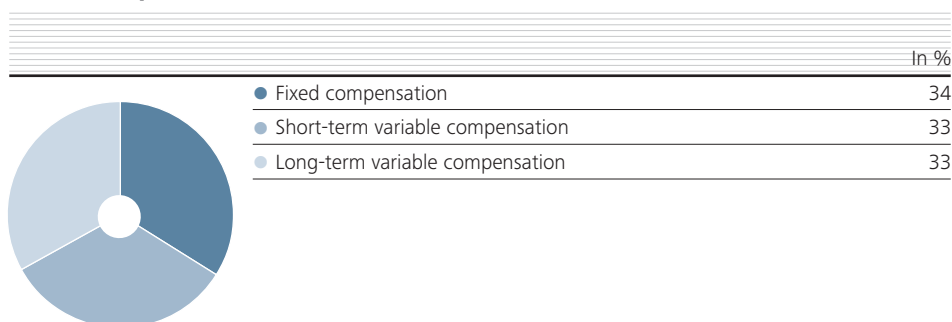 In %
Fixed compensation 34
Short-term variable compensation 33
Long-term variable compensation 33